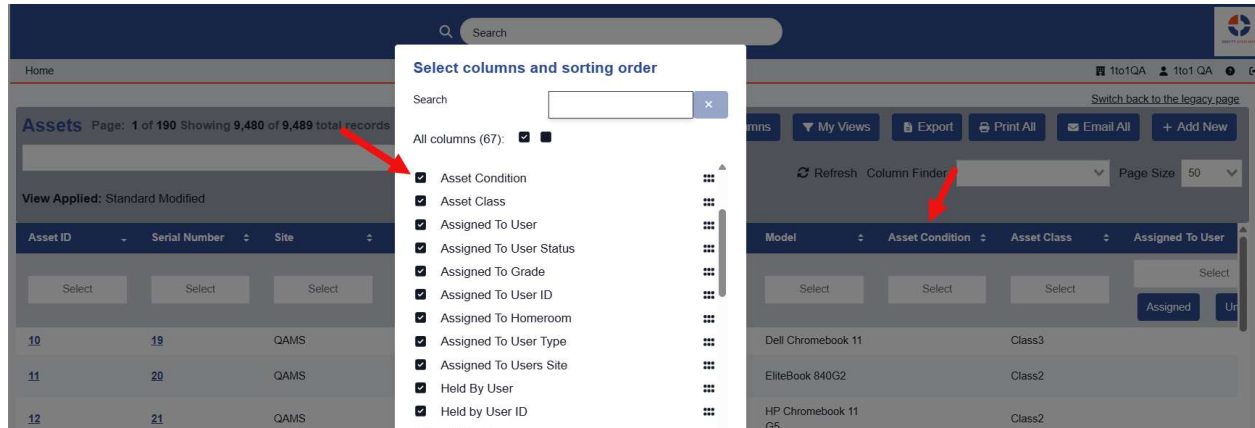 Search
Home
1to1QA 1to1 QA
Switch back to the legacy page
Assets Page: 1 of 190 Showing 9,480 of 9,489 total records
My Views Export Print All Email All + Add New
Refresh Column Finder Page Size 50
View Applied: Standard Modified
Select columns and sorting order
Search
All columns (67):
Asset Condition
Asset Class
Assigned To User
Assigned To User Status
Assigned To Grade
Assigned To User ID
Assigned To Homeroom
Assigned To User Type
Assigned To Users Site
Held By User
Held by User ID
Asset ID Serial Number Site Model Asset Condition Asset Class Assigned To User
Select Select Select Select Select Select Select
Assigned
10 19 QAMS Dell Chromebook 11 Class3
11 20 QAMS EliteBook 840G2 Class2
12 21 QAMS HP Chromebook 11 Class2
G5